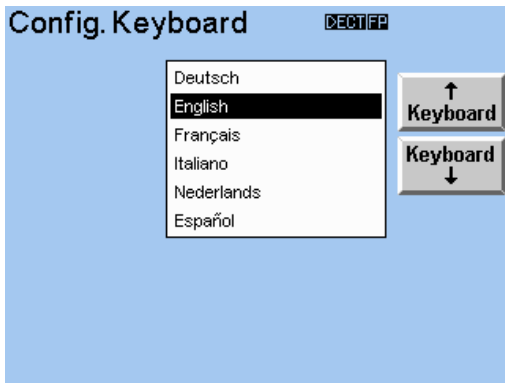 Config. Keyboard DECT FP
Deutsch
English
Français
Italiano
Nederlands
Español
↑
Keyboard
Keyboard
↓